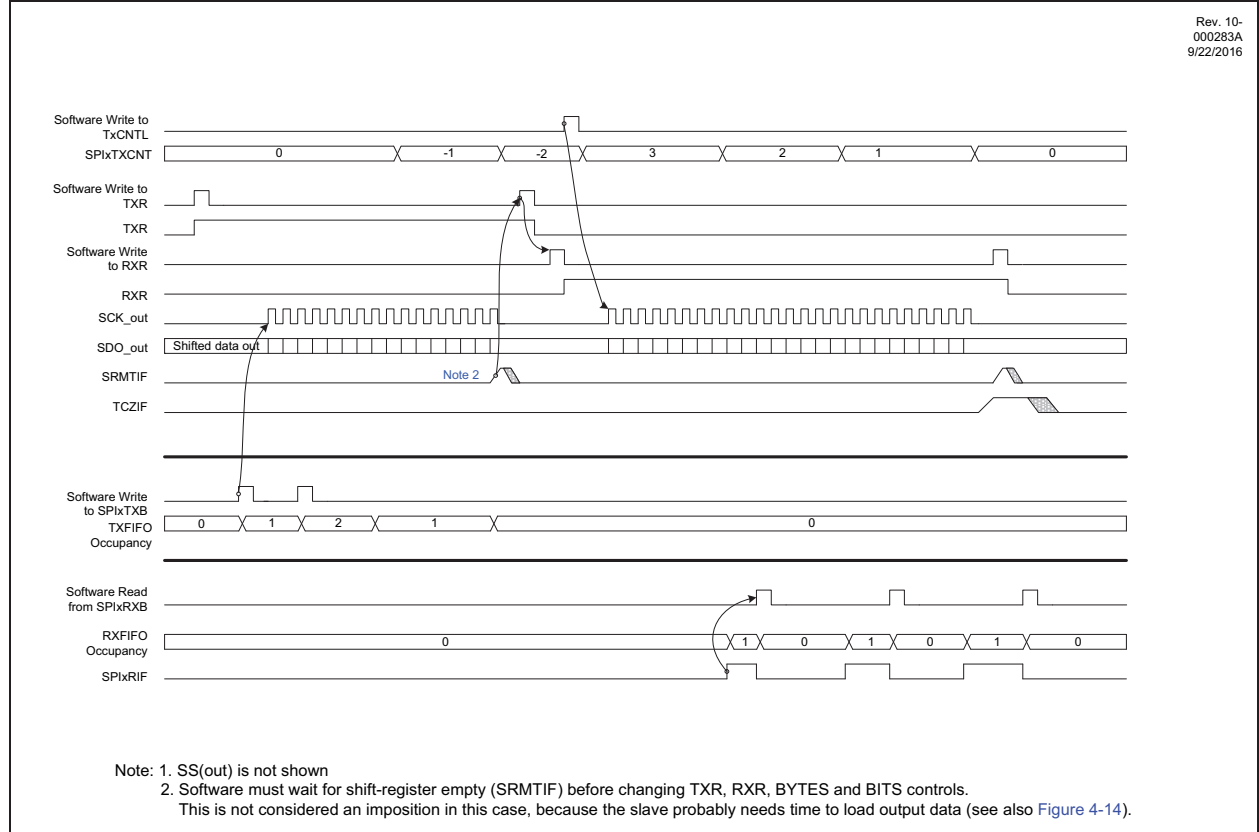 Rev. 10-
000283A
9/22/2016
Software Write to
TxCNTL
SPIxTXCNT
0 -1 -2 3 2 1 0
Software Write to
TXR
TXR
Software Write
to RXR
RXR
SCK_out
SDO_out
Shifted data out
SRMTIF
Note 2
TCZIF
Software Write
to SPIxTXB
TXFIFO
Occupancy
0 1 2 1 0
Software Read
from SPIxRXB
RXFIFO
Occupancy
0 1 0 1 0 1 0
SPIxRIF
Note: 1. SS(out) is not shown
2. Software must wait for shift-register empty (SRMTIF) before changing TXR, RXR, BYTES and BITS controls.
This is not considered an imposition in this case, because the slave probably needs time to load output data (see also Figure 4-14).